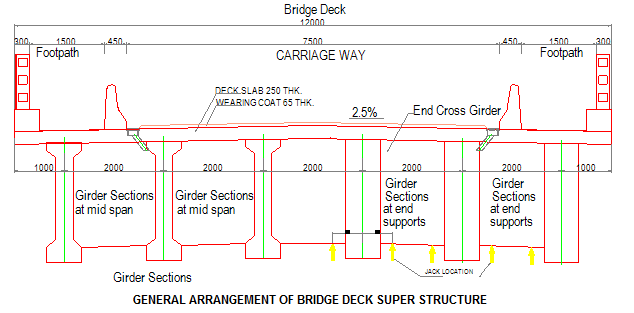 Bridge Deck
12000
300 1500 450 7500 450 1500 300
Footpath CARRIAGE WAY Footpath
DECK SLAB 250 THK.
WEARING COAT 65 THK.
2.5% End Cross Girder
1000 2000 2000 2000 2000 2000 1000
Girder Sections
at mid span
Girder Sections
at mid span
Girder
Sections
at end
supports
Girder
Sections
at end
supports
JACK LOCATION
Girder Sections
GENERAL ARRANGEMENT OF BRIDGE DECK SUPER STRUCTURE